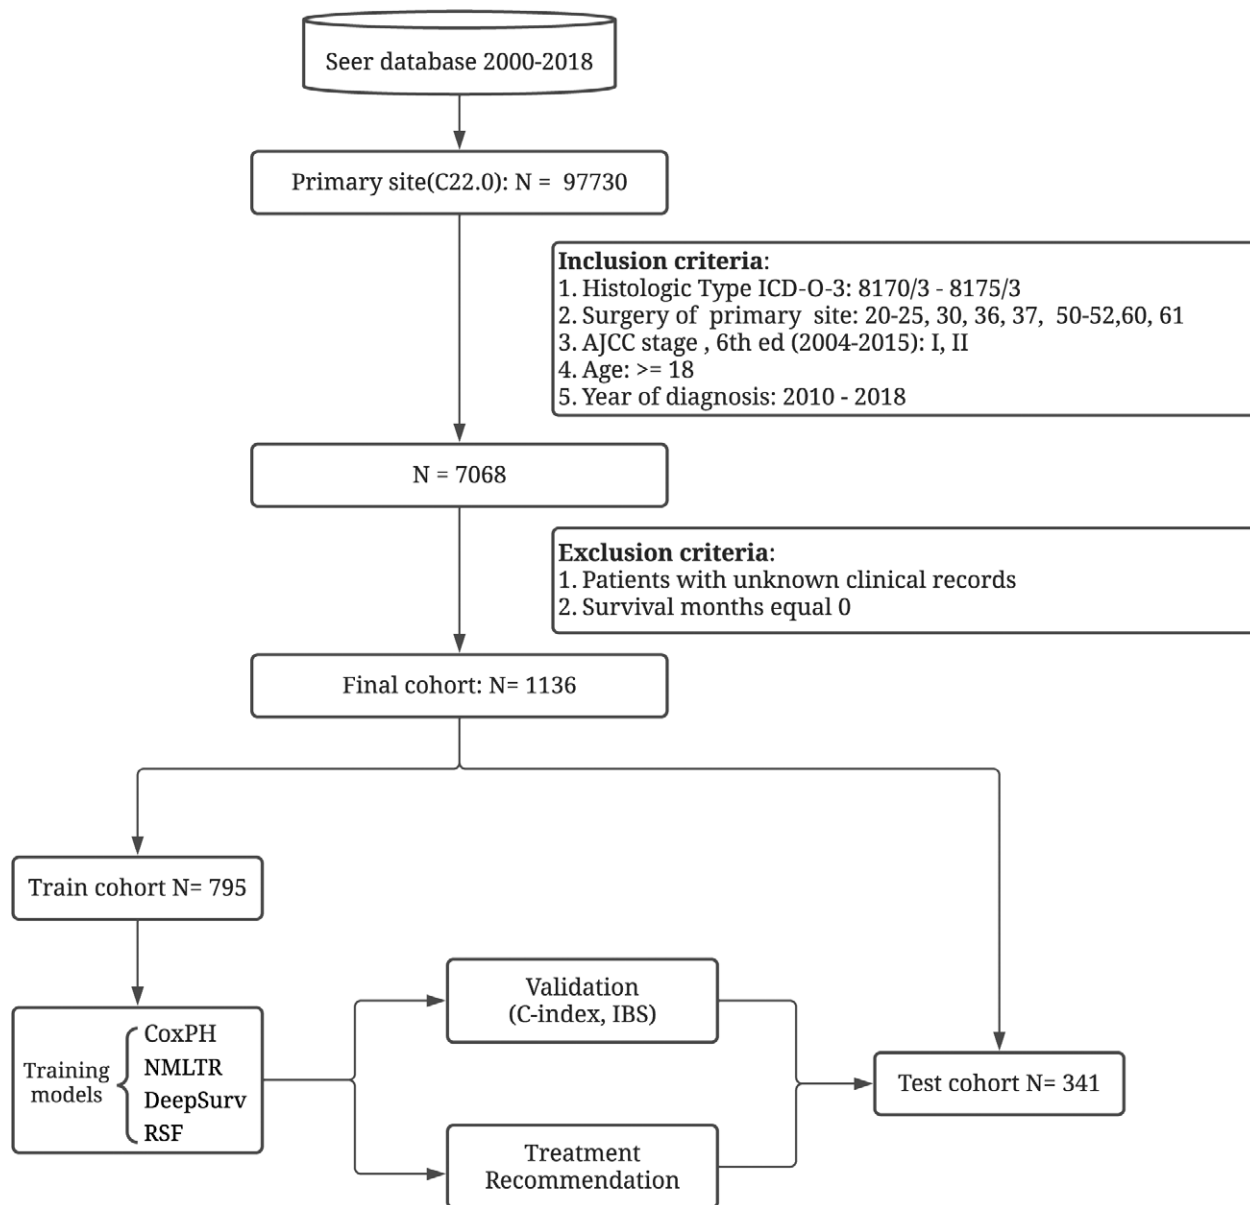 Seer database 2000-2018
Primary site(C22.0): N = 97730
Inclusion criteria:
1. Histologic Type ICD-O-3: 8170/3 - 8175/3
2. Surgery of primary site: 20-25, 30, 36, 37, 50-52,60, 61
3. AJCC stage , 6th ed (2004-2015): I, II
4. Age: >= 18
5. Year of diagnosis: 2010 - 2018
N = 7068
Exclusion criteria:
1. Patients with unknown clinical records
2. Survival months equal 0
Final cohort: N= 1136
Train cohort N= 795
Training
models
CoxPH
NMLTR
DeepSurv
RSF
Validation
(C-index, IBS)
Treatment
Recommendation
Test cohort N= 341